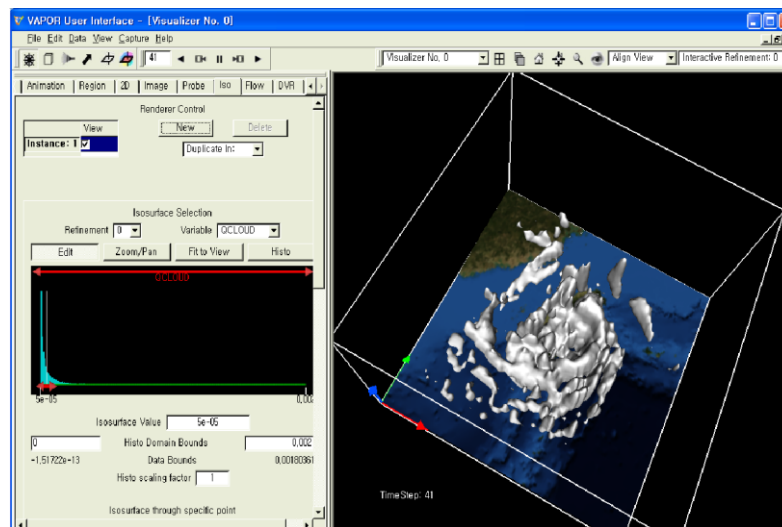 VAPOR User Interface - [Visualizer No. 0]
File Edit Data View Capture Help
41
Visualizer No. 0
Align View
Interactive Refinement: 0
Animation Region 2D Image Probe Iso Flow DVR
Renderer Control
View
New
Delete
Instance: 1
Duplicate In:
Isosurface Selection
Refinement 0 Variable QCLOUD
Edit Zoom/Pan Fit to View Histo
QCLOUD
5e-05 0,002
Isosurface Value 5e-05
0 Histo Domain Bounds 0,002
-1,51722e-13 Data Bounds 0,00180361
Histo scaling factor 1
TimeStep: 41
Isosurface through specific point